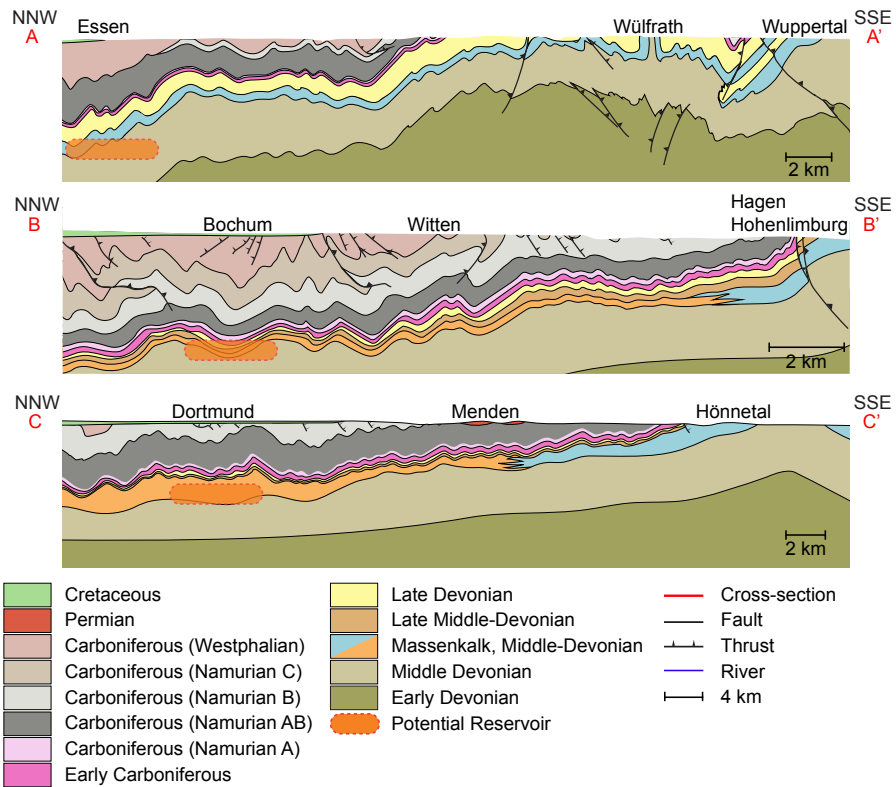 NNW
SSE
A
Essen
Wülfrath
Wuppertal
A'
2 km
NNW
SSE
B
Bochum
Witten
Hagen
Hohenlimburg
B'
2 km
NNW
SSE
C
Dortmund
Menden
Hönnetal
C'
2 km
Cretaceous
Permian
Carboniferous (Westphalian)
Carboniferous (Namurian C)
Carboniferous (Namurian B)
Carboniferous (Namurian AB)
Carboniferous (Namurian A)
Early Carboniferous
Late Devonian
Late Middle-Devonian
Massenkalk, Middle-Devonian
Middle Devonian
Early Devonian
Potential Reservoir
Cross-section
Fault
Thrust
River
4 km